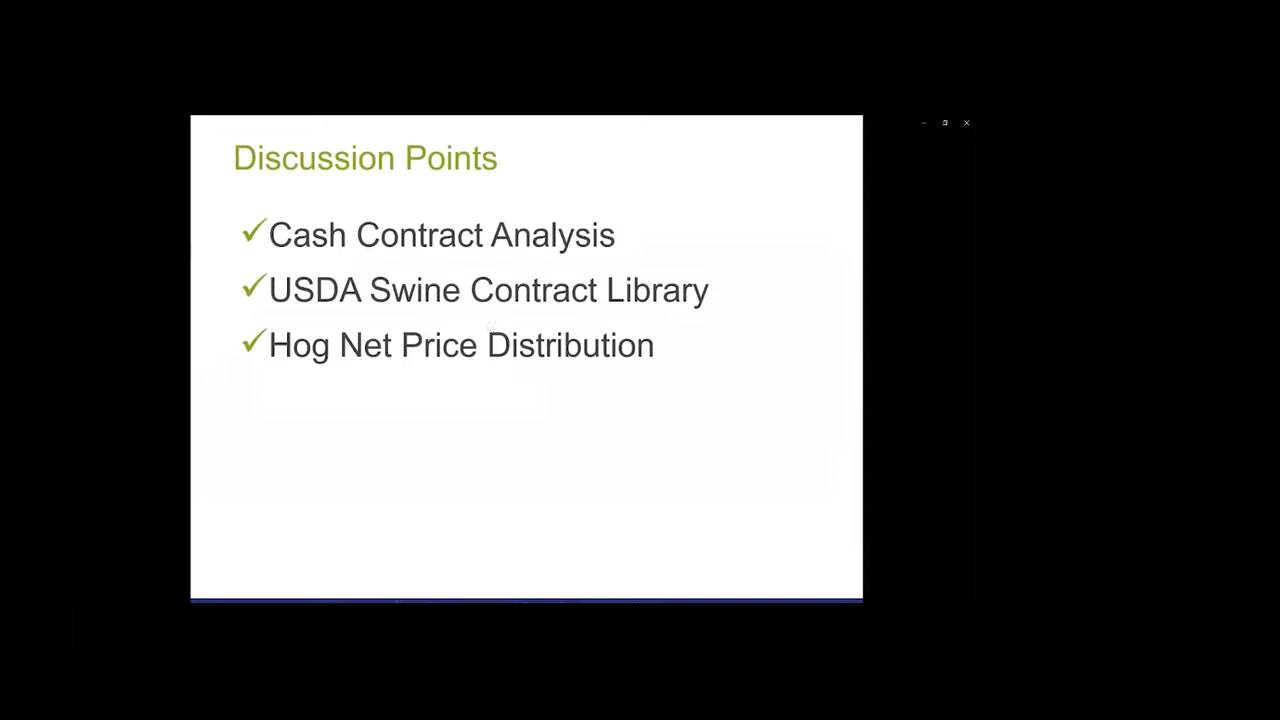 Discussion Points
✓Cash Contract Analysis
✓USDA Swine Contract Library
✓Hog Net Price Distribution